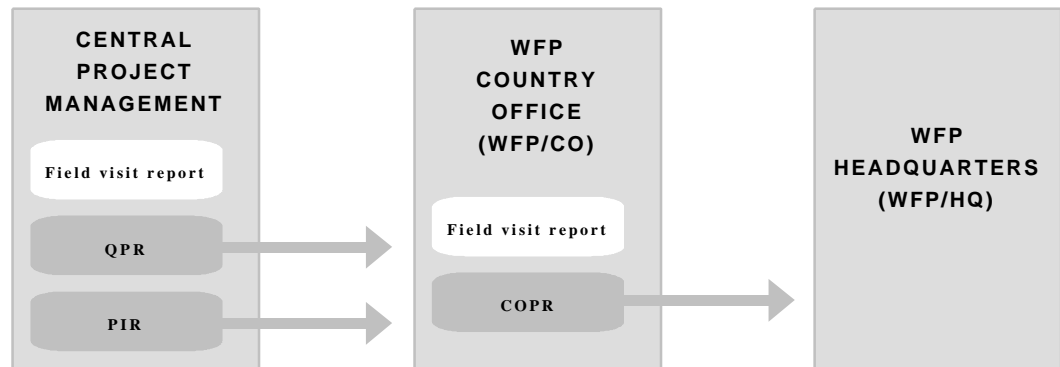 CENTRAL
PROJECT
MANAGEMENT
Field visit report
QPR
PIR
WFP
COUNTRY
OFFICE
(WFP/CO)
Field visit report
COPR
WFP
HEADQUARTERS
(WFP/HQ)